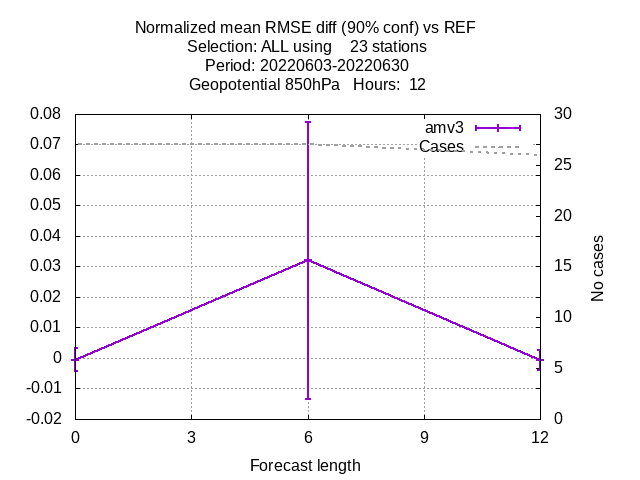 Normalized mean RMSE diff (90% conf) vs REF
Selection: ALL using    23 stations
Period: 20220603-20220630
Geopotential 850hPa   Hours:  12
0.08
0.07
0.06
0.05
0.04
0.03
0.02
0.01
0
-0.01
-0.02
amv3
Cases
30
25
20
15
10
5
0
No cases
0 3 6 9 12
Forecast length